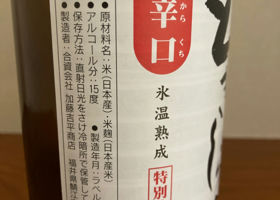 辛口
からくち
氷温熟成
特別
●原材料名：米（日本産）・米麹（日本産米）
●アルコール分：15度 ●製造年月：ラベル
●保存方法：直射日光をさけ冷暗所で保管して
●製造者：合資会社 加藤吉平商店 福井県鯖江